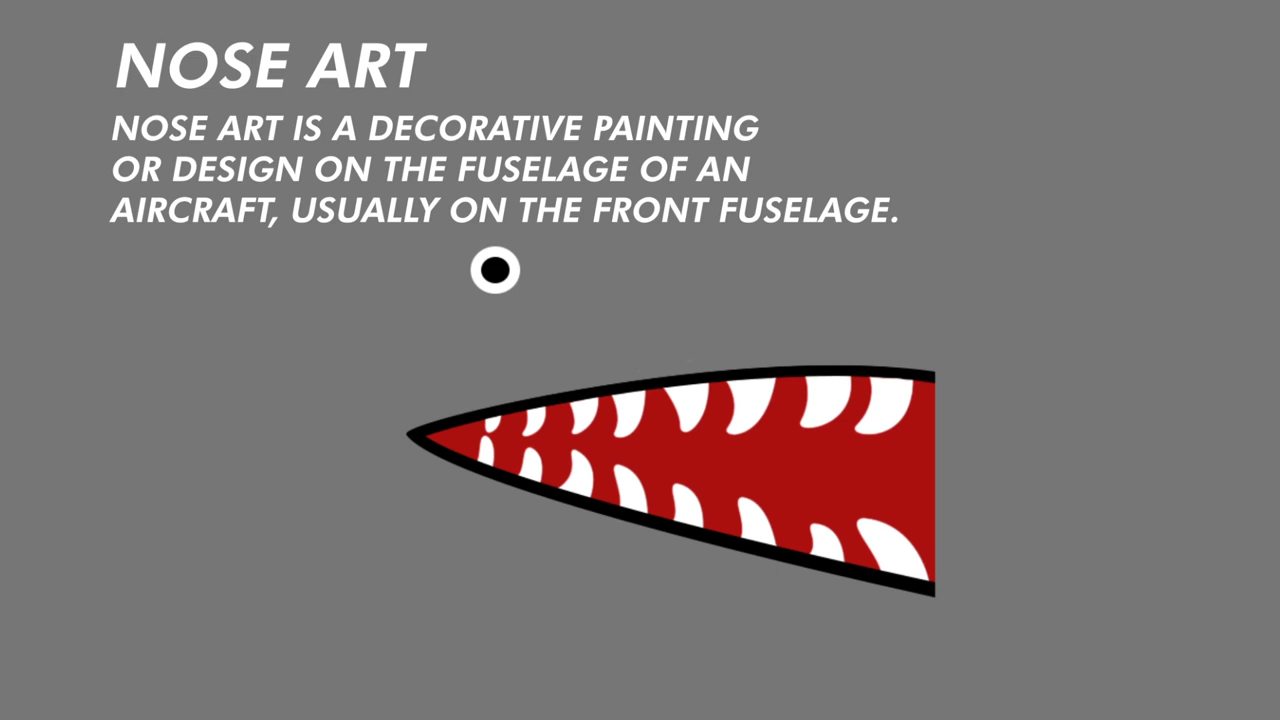 NOSE ART
NOSE ART IS A DECORATIVE PAINTING
OR DESIGN ON THE FUSELAGE OF AN
AIRCRAFT, USUALLY ON THE FRONT FUSELAGE.